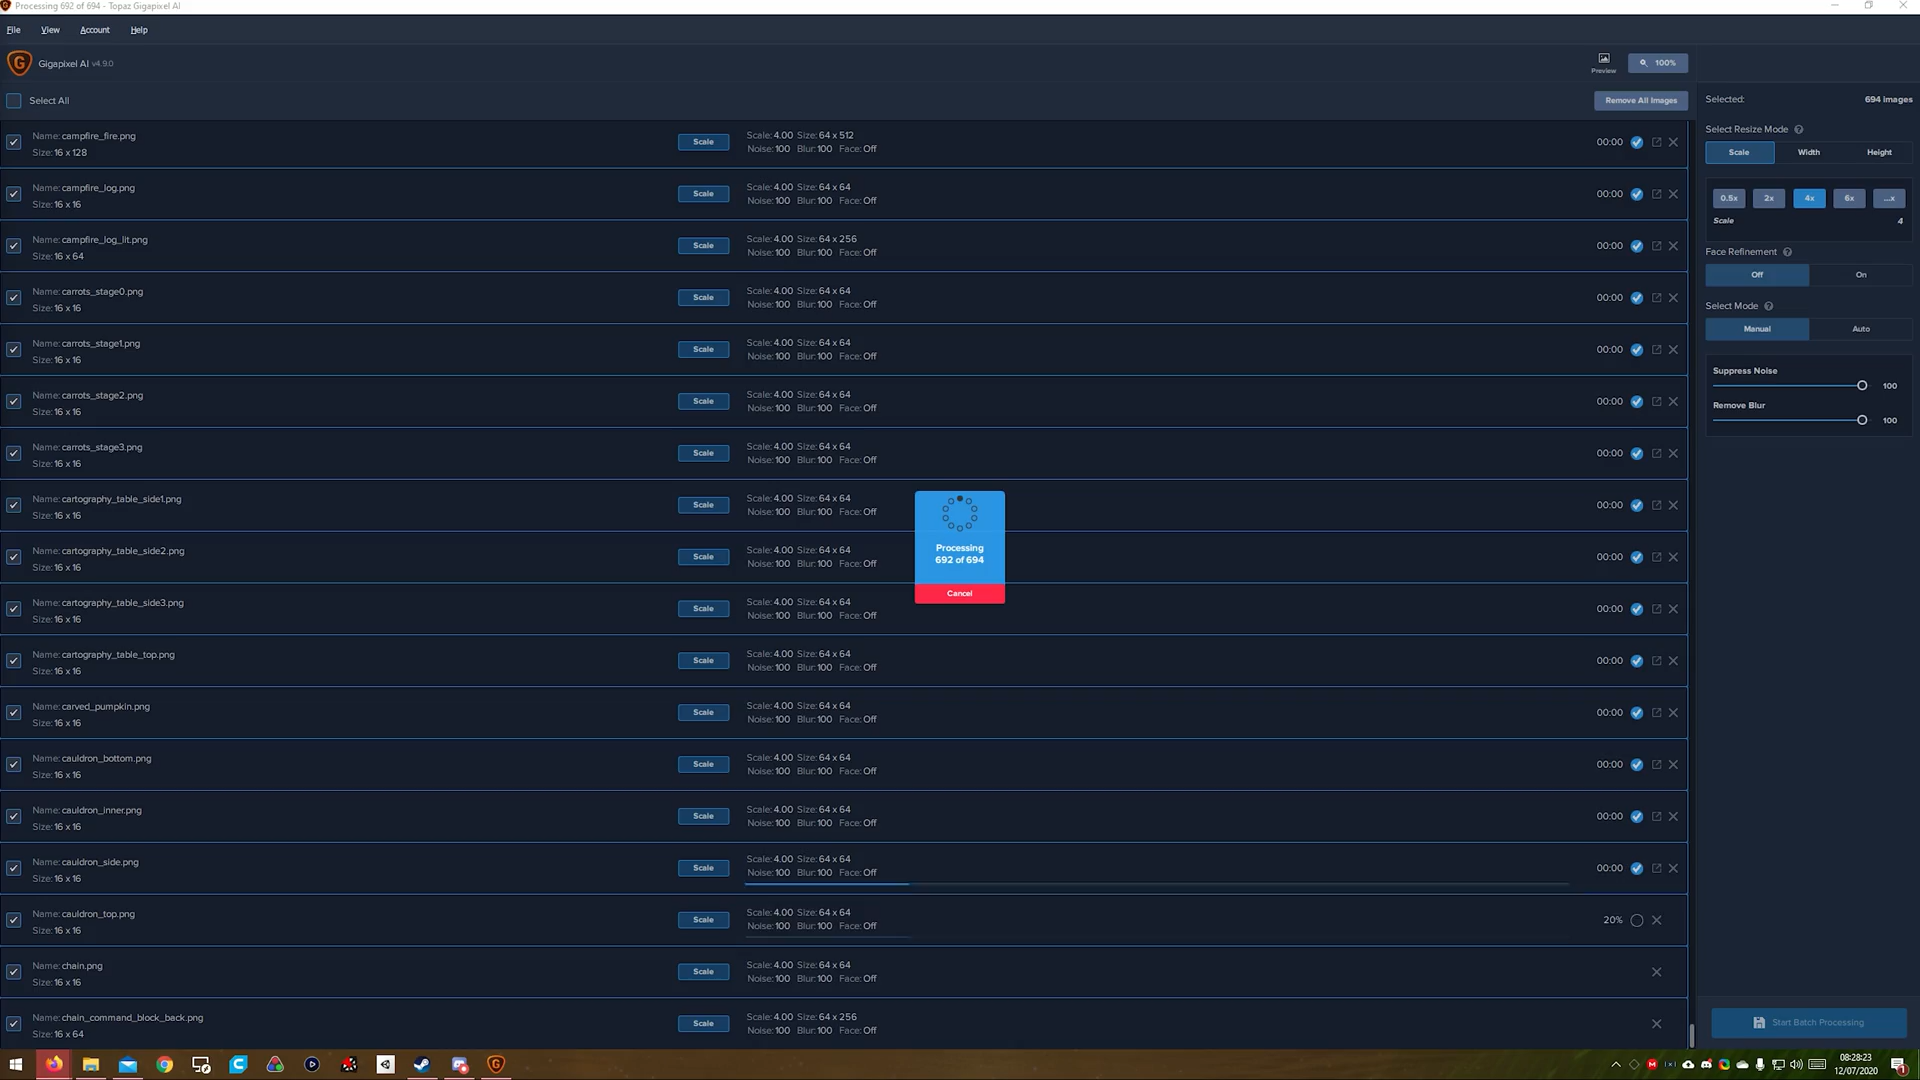 Processing 692 of 694 - Topaz Gigapixel AI
File View Account Help
Gigapixel AI v4.9.0
Preview
100%
Select All
Remove All Images
Name: campfire_fire.png
Size: 16 x 128
Scale
Scale: 4.00 Size: 64 x 512
Noise: 100 Blur: 100 Face: Off
00:00
Name: campfire_log.png
Size: 16 x 16
Scale
Scale: 4.00 Size: 64 x 64
Noise: 100 Blur: 100 Face: Off
00:00
Name: campfire_log_lit.png
Size: 16 x 64
Scale
Scale: 4.00 Size: 64 x 256
Noise: 100 Blur: 100 Face: Off
00:00
Name: carrots_stage0.png
Size: 16 x 16
Scale
Scale: 4.00 Size: 64 x 64
Noise: 100 Blur: 100 Face: Off
00:00
Name: carrots_stage1.png
Size: 16 x 16
Scale
Scale: 4.00 Size: 64 x 64
Noise: 100 Blur: 100 Face: Off
00:00
Name: carrots_stage2.png
Size: 16 x 16
Scale
Scale: 4.00 Size: 64 x 64
Noise: 100 Blur: 100 Face: Off
00:00
Name: carrots_stage3.png
Size: 16 x 16
Scale
Scale: 4.00 Size: 64 x 64
Noise: 100 Blur: 100 Face: Off
00:00
Name: cartography_table_side1.png
Size: 16 x 16
Scale
Scale: 4.00 Size: 64 x 64
Noise: 100 Blur: 100 Face: Off
00:00
Name: cartography_table_side2.png
Size: 16 x 16
Scale
Scale: 4.00 Size: 64 x 64
Noise: 100 Blur: 100 Face: Off
00:00
Name: cartography_table_side3.png
Size: 16 x 16
Scale
Scale: 4.00 Size: 64 x 64
Noise: 100 Blur: 100 Face: Off
00:00
Name: cartography_table_top.png
Size: 16 x 16
Scale
Scale: 4.00 Size: 64 x 64
Noise: 100 Blur: 100 Face: Off
00:00
Name: carved_pumpkin.png
Size: 16 x 16
Scale
Scale: 4.00 Size: 64 x 64
Noise: 100 Blur: 100 Face: Off
00:00
Name: cauldron_bottom.png
Size: 16 x 16
Scale
Scale: 4.00 Size: 64 x 64
Noise: 100 Blur: 100 Face: Off
00:00
Name: cauldron_inner.png
Size: 16 x 16
Scale
Scale: 4.00 Size: 64 x 64
Noise: 100 Blur: 100 Face: Off
00:00
Name: cauldron_side.png
Size: 16 x 16
Scale
Scale: 4.00 Size: 64 x 64
Noise: 100 Blur: 100 Face: Off
00:00
Name: cauldron_top.png
Size: 16 x 16
Scale
Scale: 4.00 Size: 64 x 64
Noise: 100 Blur: 100 Face: Off
20%
Name: chain.png
Size: 16 x 16
Scale
Scale: 4.00 Size: 64 x 64
Noise: 100 Blur: 100 Face: Off
Name: chain_command_block_back.png
Size: 16 x 64
Scale
Scale: 4.00 Size: 64 x 256
Noise: 100 Blur: 100 Face: Off
Processing
692 of 694
Cancel
Selected: 694 images
Select Resize Mode
Scale Width Height
0.5x 2x 4x 6x ...x
Scale 4
Face Refinement
Off On
Select Mode
Manual Auto
Suppress Noise
100
Remove Blur
100
Start Batch Processing
08:28:23
12/07/2020